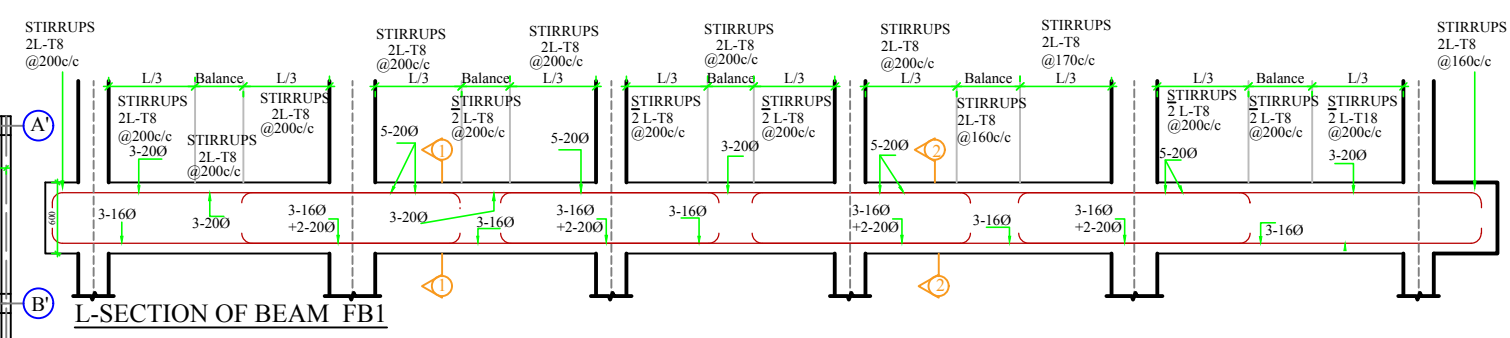 STIRRUPS
2L-T8
@200c/c
STIRRUPS
2L-T8
@200c/c
STIRRUPS
2L-T8
@200c/c
STIRRUPS
2L-T8
@200c/c
STIRRUPS
2L-T8
@200c/c
STIRRUPS
2L-T8
@170c/c
STIRRUPS
2L-T8
@160c/c
L/3 Balance L/3
L/3 Balance L/3
L/3 Balance L/3
L/3 Balance L/3
L/3 Balance L/3
STIRRUPS
2L-T8
@200c/c
STIRRUPS
2L-T8
@200c/c
STIRRUPS
2L-T8
@200c/c
STIRRUPS
2 L-T8
@200c/c
STIRRUPS
2 L-T8
@200c/c
STIRRUPS
2 L-T8
@200c/c
STIRRUPS
2L-T8
@160c/c
STIRRUPS
2 L-T8
@200c/c
STIRRUPS
2 L-T8
@200c/c
STIRRUPS
2 L-T18
@200c/c
A'
3-20Ø
5-20Ø
1
5-20Ø
3-20Ø
5-20Ø
2
5-20Ø
3-20Ø
600
3-16Ø
3-20Ø
3-16Ø
+2-20Ø
3-20Ø
3-16Ø
3-16Ø
+2-20Ø
3-16Ø
3-16Ø
+2-20Ø
3-16Ø
3-16Ø
+2-20Ø
3-16Ø
1
2
B'
L-SECTION OF BEAM FB1